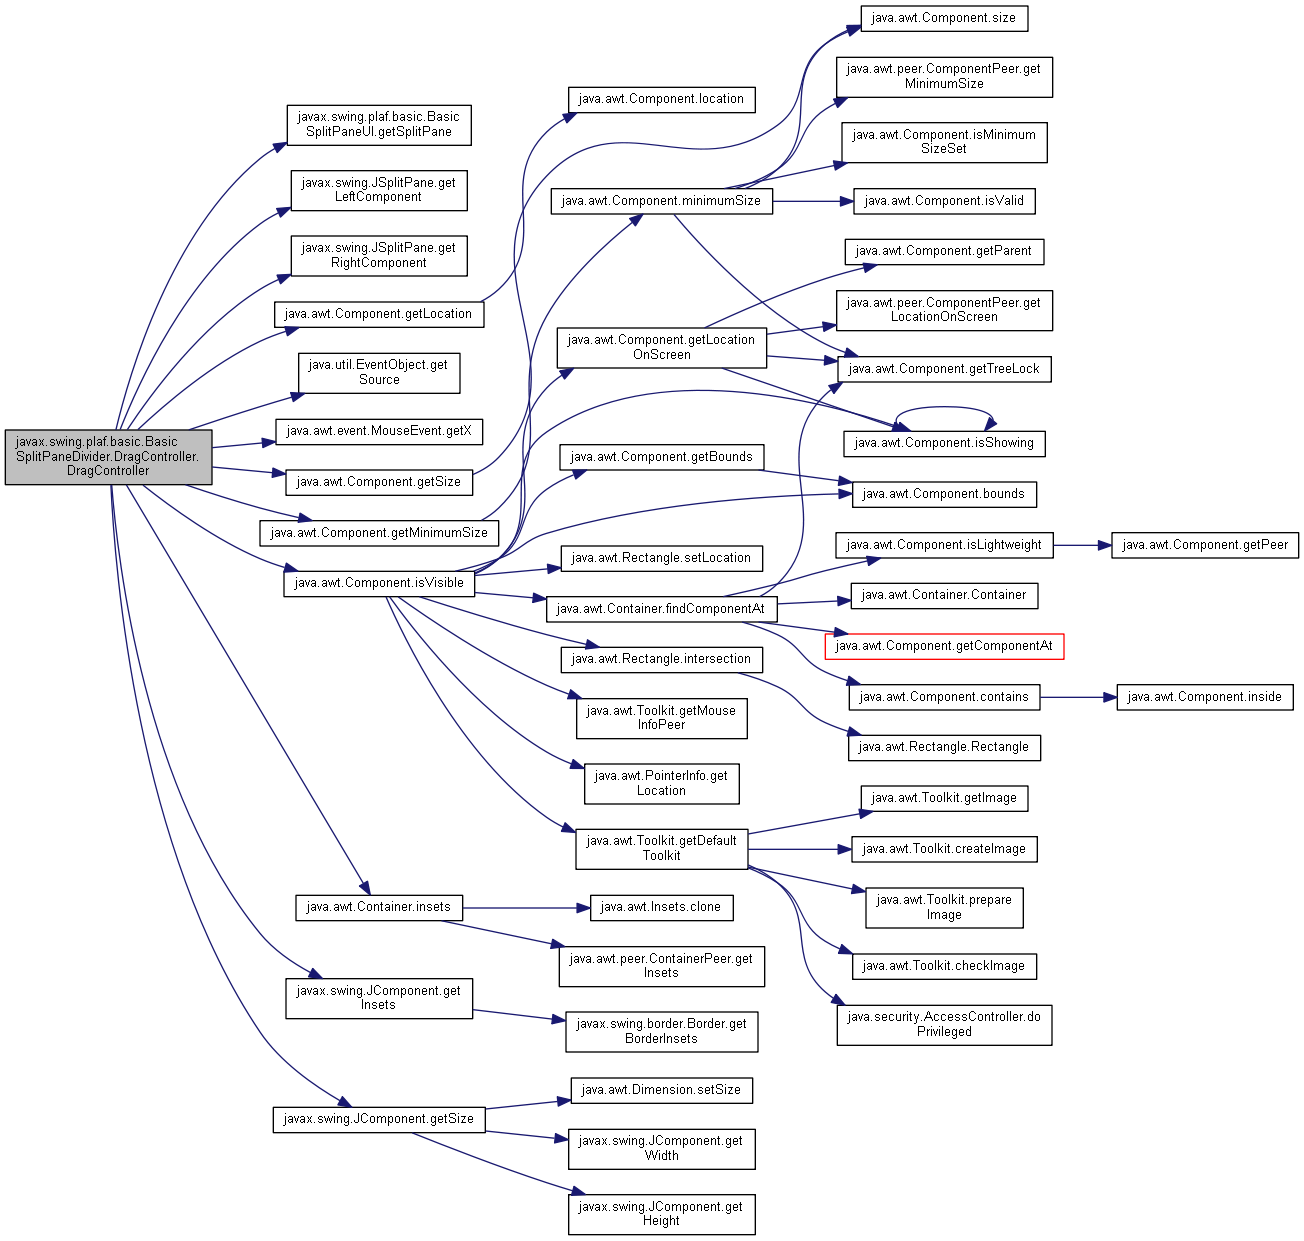 javax.swing.plaf.basic.Basic
SplitPaneDivider.DragController.
DragController
javax.swing.plaf.basic.Basic
SplitPaneUI.getSplitPane
javax.swing.JSplitPane.get
LeftComponent
javax.swing.JSplitPane.get
RightComponent
java.awt.Component.getLocation
java.util.EventObject.get
Source
java.awt.event.MouseEvent.getX
java.awt.Component.getSize
java.awt.Component.getMinimumSize
java.awt.Component.isVisible
java.awt.Container.insets
javax.swing.JComponent.get
Insets
javax.swing.JComponent.getSize
java.awt.Component.location
java.awt.Component.minimumSize
java.awt.Component.getLocation
OnScreen
java.awt.Component.getBounds
java.awt.Rectangle.setLocation
java.awt.Container.findComponentAt
java.awt.Rectangle.intersection
java.awt.Toolkit.getMouse
InfoPeer
java.awt.PointerInfo.get
Location
java.awt.Toolkit.getDefault
Toolkit
java.awt.Insets.clone
java.awt.peer.ContainerPeer.get
Insets
javax.swing.border.Border.get
BorderInsets
java.awt.Dimension.setSize
javax.swing.JComponent.get
Width
javax.swing.JComponent.get
Height
java.awt.Component.size
java.awt.peer.ComponentPeer.get
MinimumSize
java.awt.Component.isMinimum
SizeSet
java.awt.Component.isValid
java.awt.Component.getParent
java.awt.peer.ComponentPeer.get
LocationOnScreen
java.awt.Component.getTreeLock
java.awt.Component.isShowing
java.awt.Component.bounds
java.awt.Component.isLightweight
java.awt.Container.Container
java.awt.Component.getComponentAt
java.awt.Component.contains
java.awt.Rectangle.Rectangle
java.awt.Toolkit.getImage
java.awt.Toolkit.createImage
java.awt.Toolkit.prepare
Image
java.awt.Toolkit.checkImage
java.security.AccessController.do
Privileged
java.awt.Component.getPeer
java.awt.Component.inside